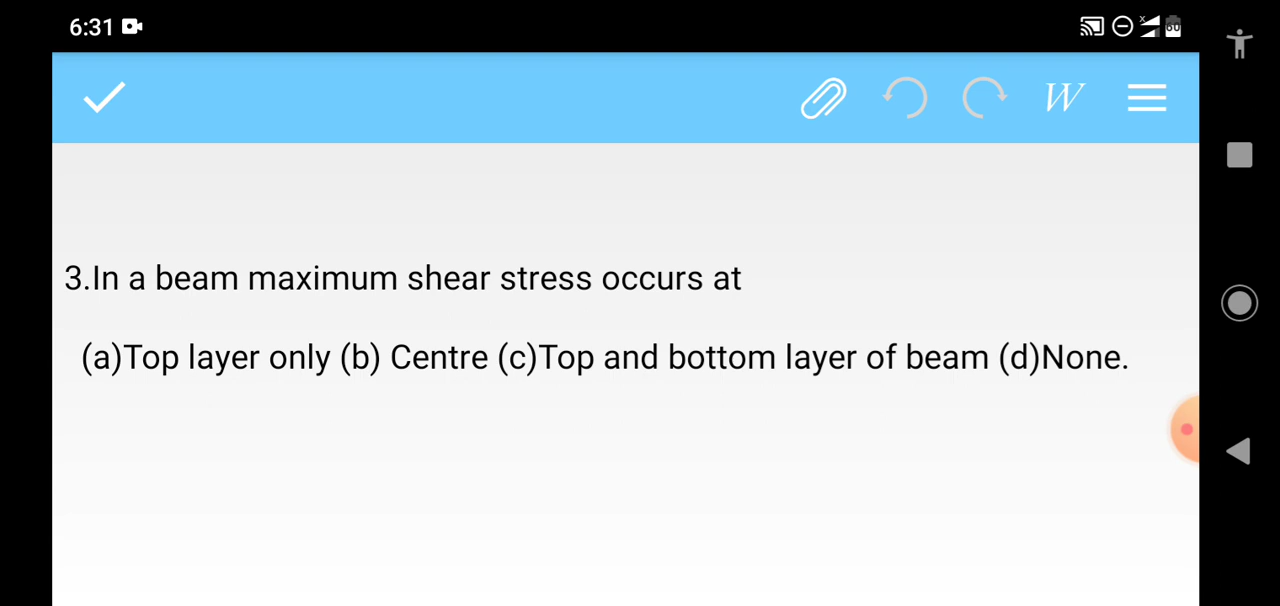 6:31
60
W
3.In a beam maximum shear stress occurs at
(a)Top layer only (b) Centre (c)Top and bottom layer of beam (d)None.